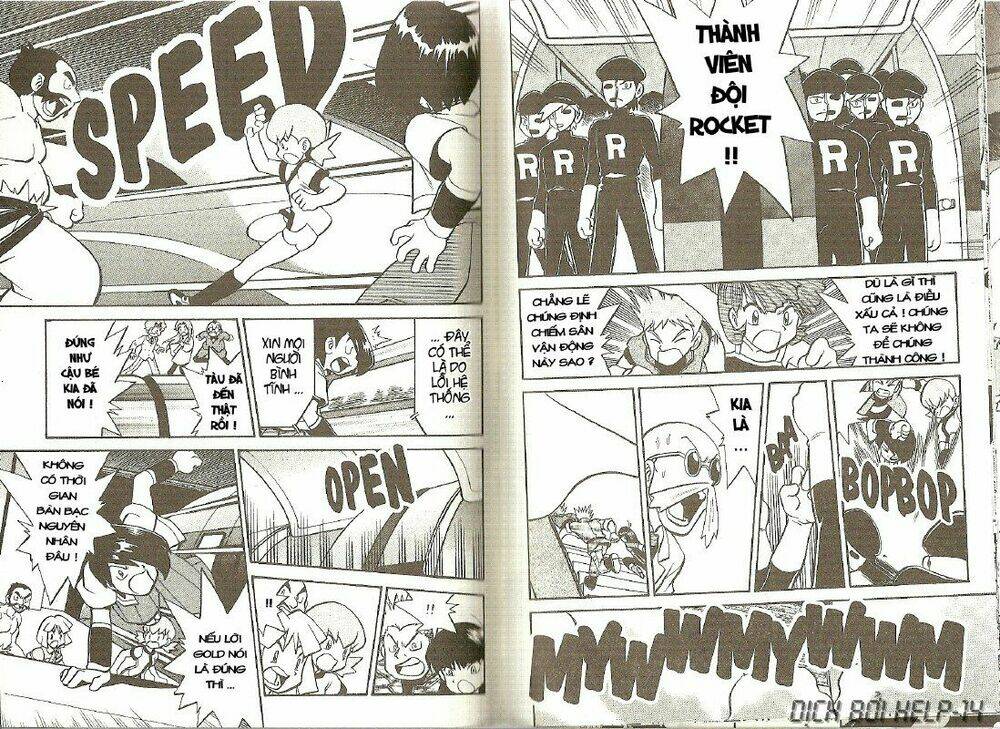 SPEED
... ĐÂY
CÓ THỂ
LÀ DO
LỖI HỆ
THỐNG
...
XIN MỌI
NGƯỜI
BÌNH
TĨNH ...
TÀU ĐÃ
ĐẾN THẬT
RỒI !
ĐÚNG
NHƯ
CẬU BÉ
KIA ĐÃ
NÓI !
OPEN
!!
!!
KHÔNG
CÓ THỜI
GIAN
BÀN BẠC
NGUYÊN
NHÂN
ĐÂU !
NẾU LỜI
GOLD NÓI
LÀ ĐÚNG
THÌ ...
THÀNH
VIÊN
ĐỘI
ROCKET
!!
R
R
R
R
R
R
CHẲNG LẼ
CHÚNG ĐỊNH
CHIẾM SÂN
VẬN ĐỘNG
NÀY SAO ?
DÙ LÀ GÌ THÌ
CŨNG LÀ ĐIỀU
XẤU CẢ ! CHÚNG
TA SẼ KHÔNG
ĐỂ CHÚNG
THÀNH CÔNG !
BOPBOP
BAM
KIA
LÀ
...
MYWWWMYWWWM
DỊCH BỞI HELP-14